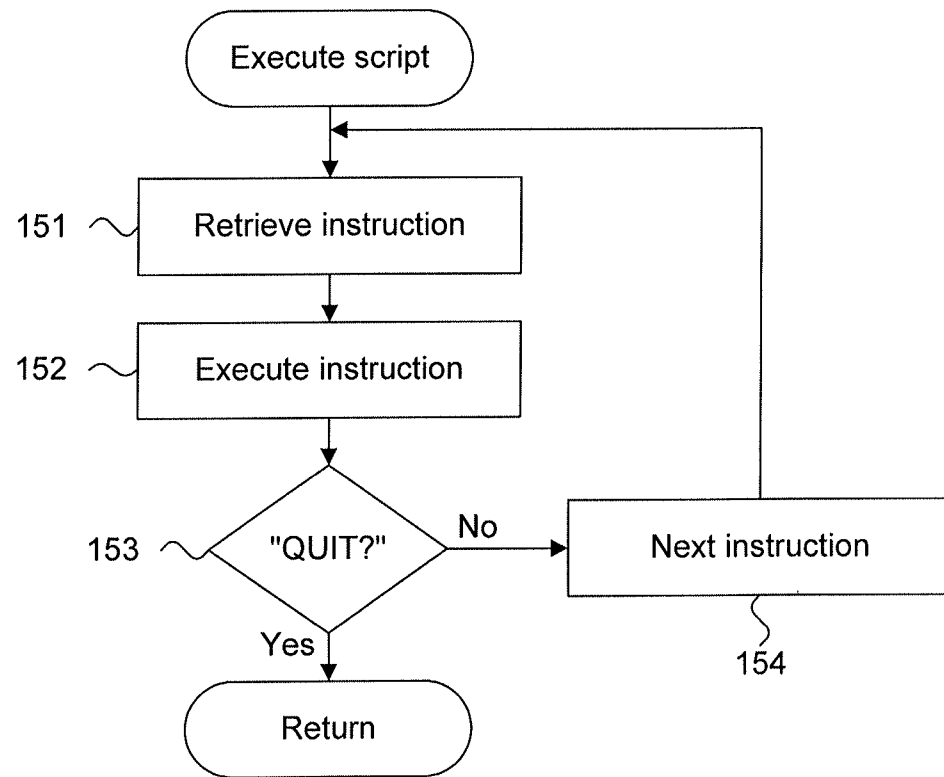 Execute script
151
Retrieve instruction
152
Execute instruction
153
"QUIT?"
No
Next instruction
154
Yes
Return